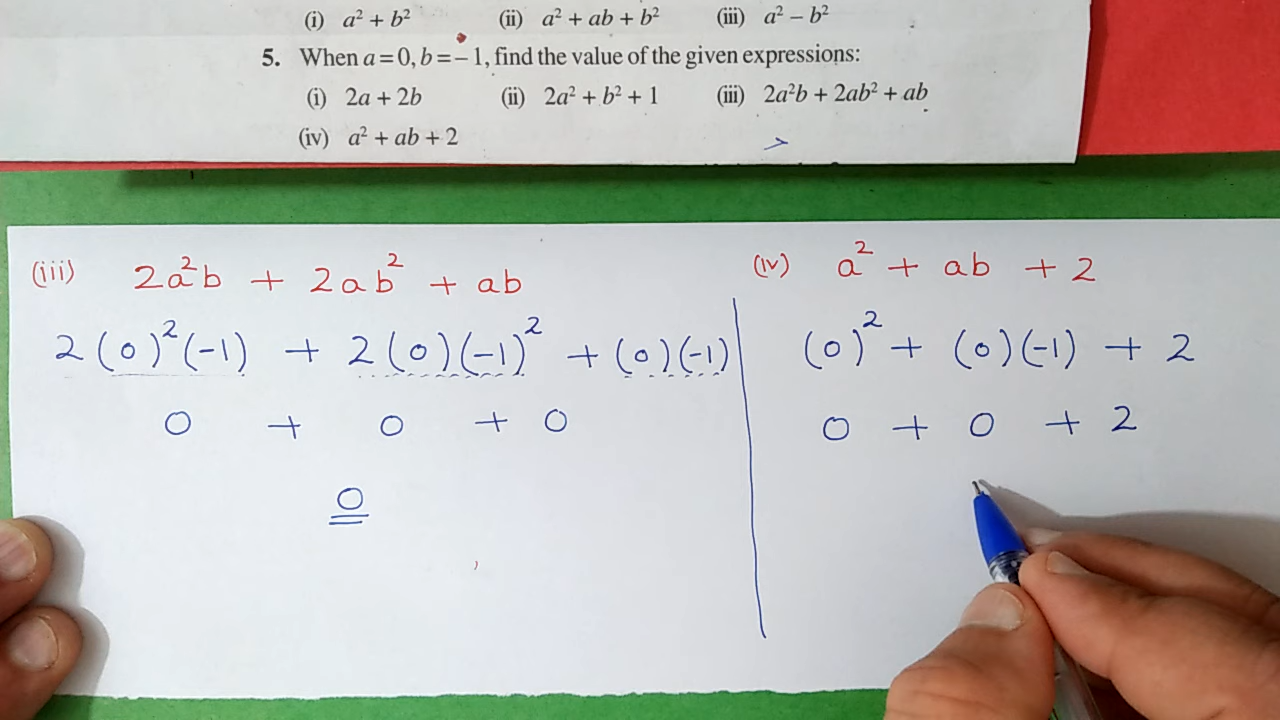 (i) a² + b² (ii) a² + ab + b² (iii) a² – b²
5. When a = 0, b = – 1, find the value of the given expressions:
(i) 2a + 2b (ii) 2a² + b² + 1 (iii) 2a²b + 2ab² + ab
(iv) a² + ab + 2
(iii) 2a²b + 2ab² + ab
2(0)²(-1) + 2(0)(-1)² + (0)(-1)
0 + 0 + 0
0
(iv) a² + ab + 2
(0)² + (0)(-1) + 2
0 + 0 + 2